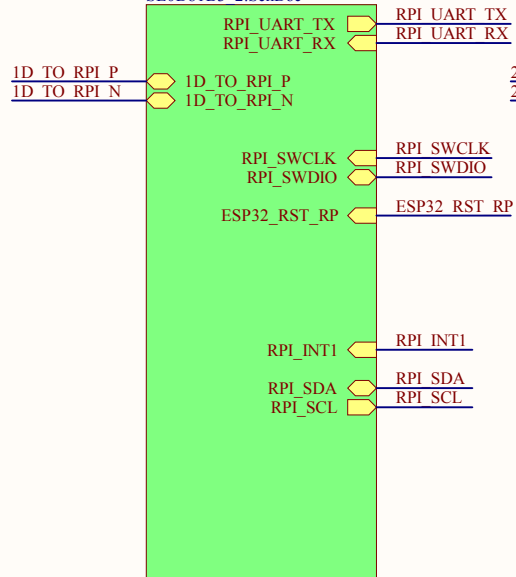 RPI_UART_TX RPI_UART_TX
RPI_UART_RX RPI_UART_RX
1D_TO_RPI_P 1D_TO_RPI_P
1D_TO_RPI_N 1D_TO_RPI_N
RPI_SWCLK RPI_SWCLK
RPI_SWDIO RPI_SWDIO
ESP32_RST_RP ESP32_RST_RP
RPI_INT1 RPI_INT1
RPI_SDA RPI_SDA
RPI_SCL RPI_SCL